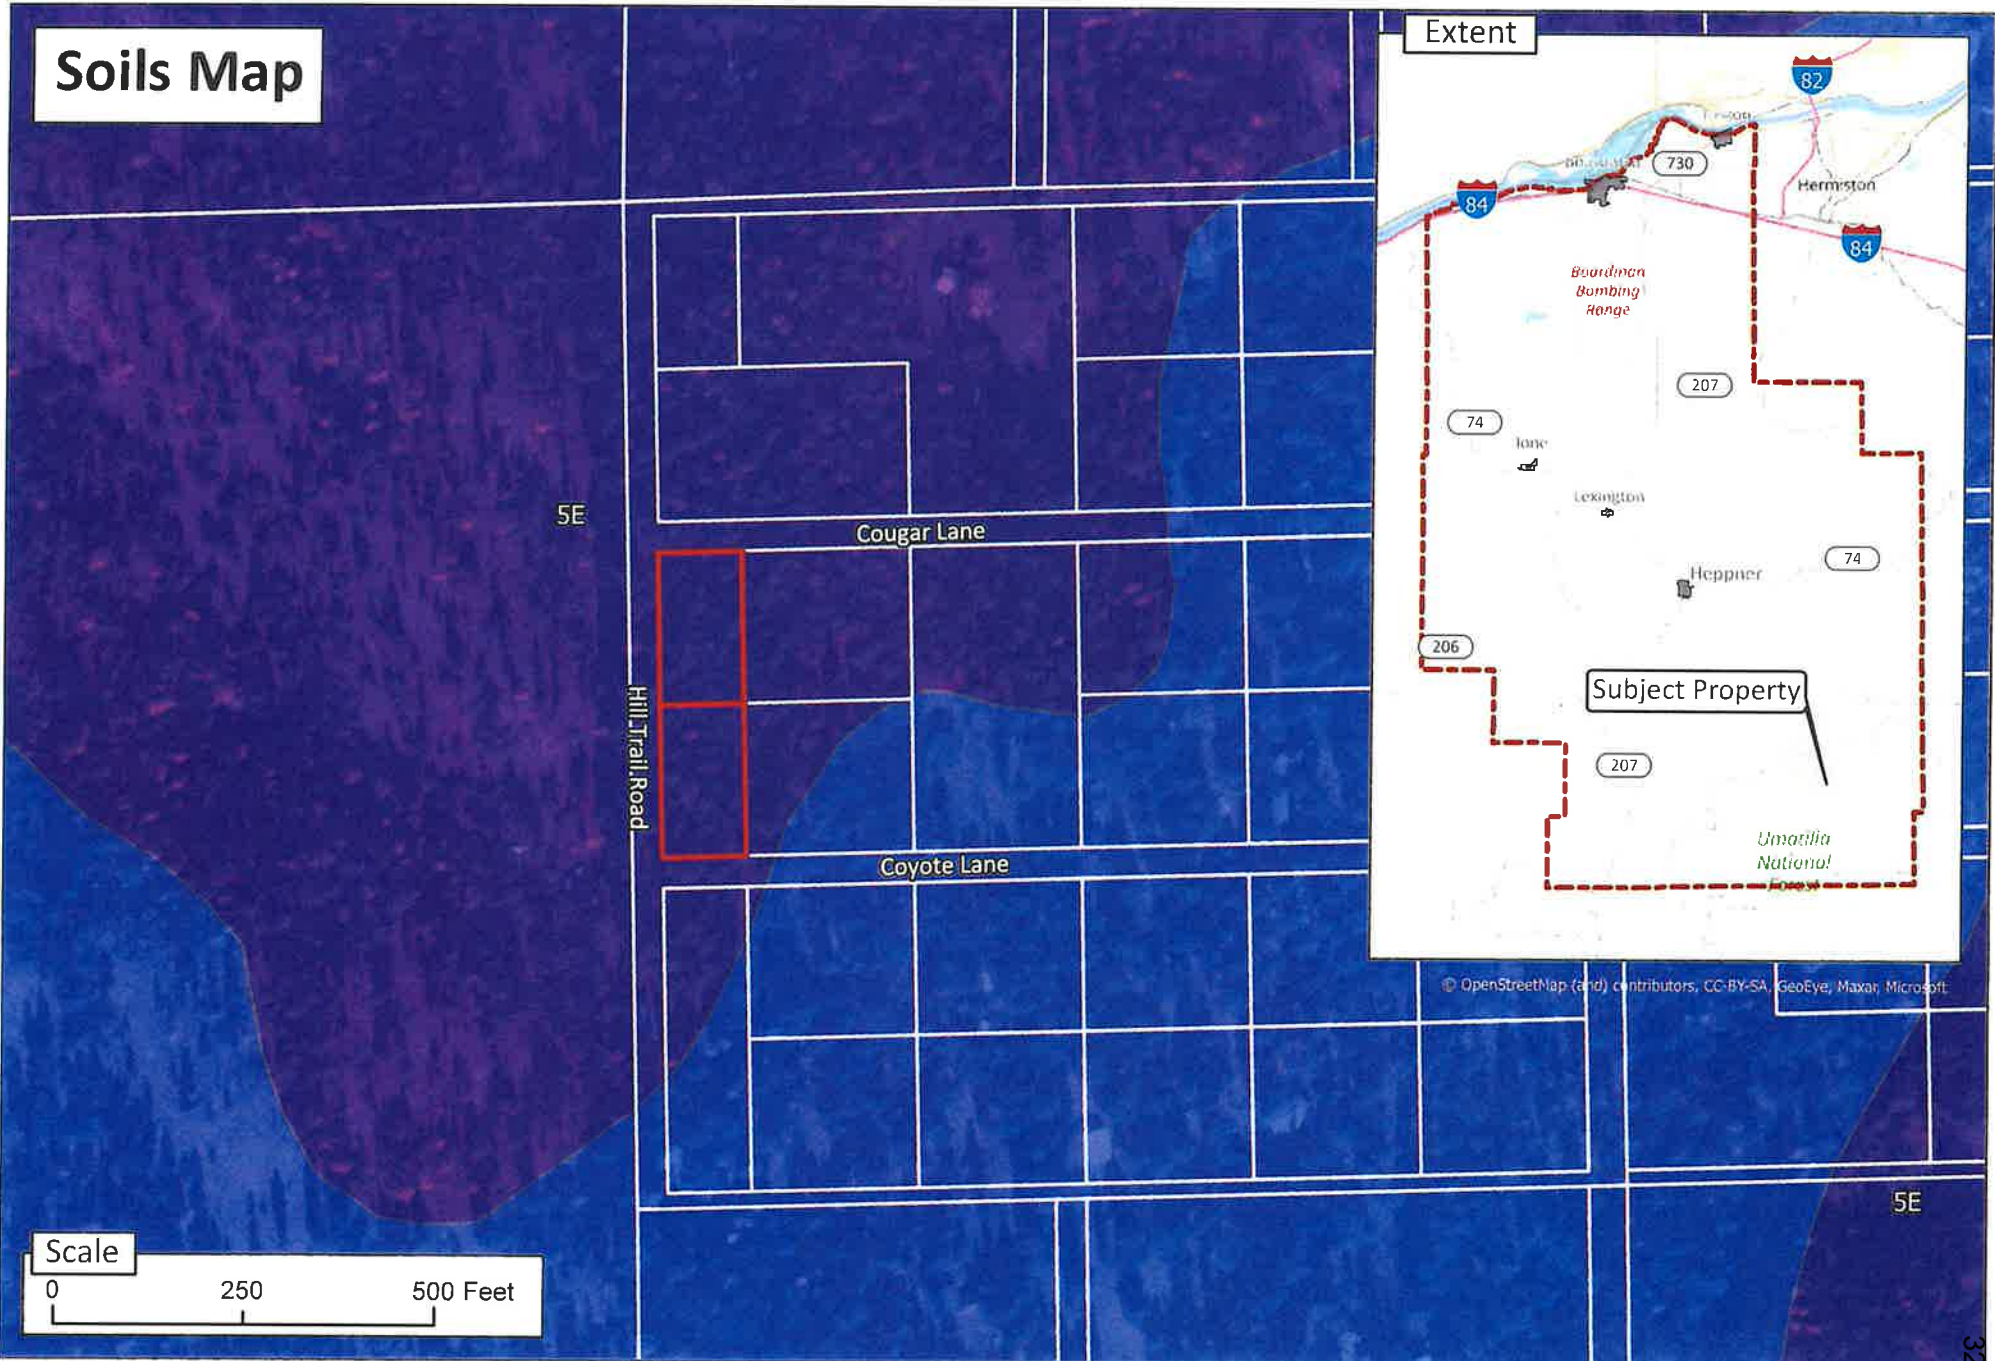 Soils Map
Extent
82
730
84
Hermiston
84
Boardman
Bombing
Range
207
74
Ione
Lexington
Heppner
74
206
Subject Property
207
Umatilla
National
Forest
5E
Cougar Lane
Hill Trail Road
Coyote Lane
© OpenStreetMap (and) contributors, CC-BY-SA, GeoEye, Maxar, Microsoft
5E
Scale
0 250 500 Feet
32